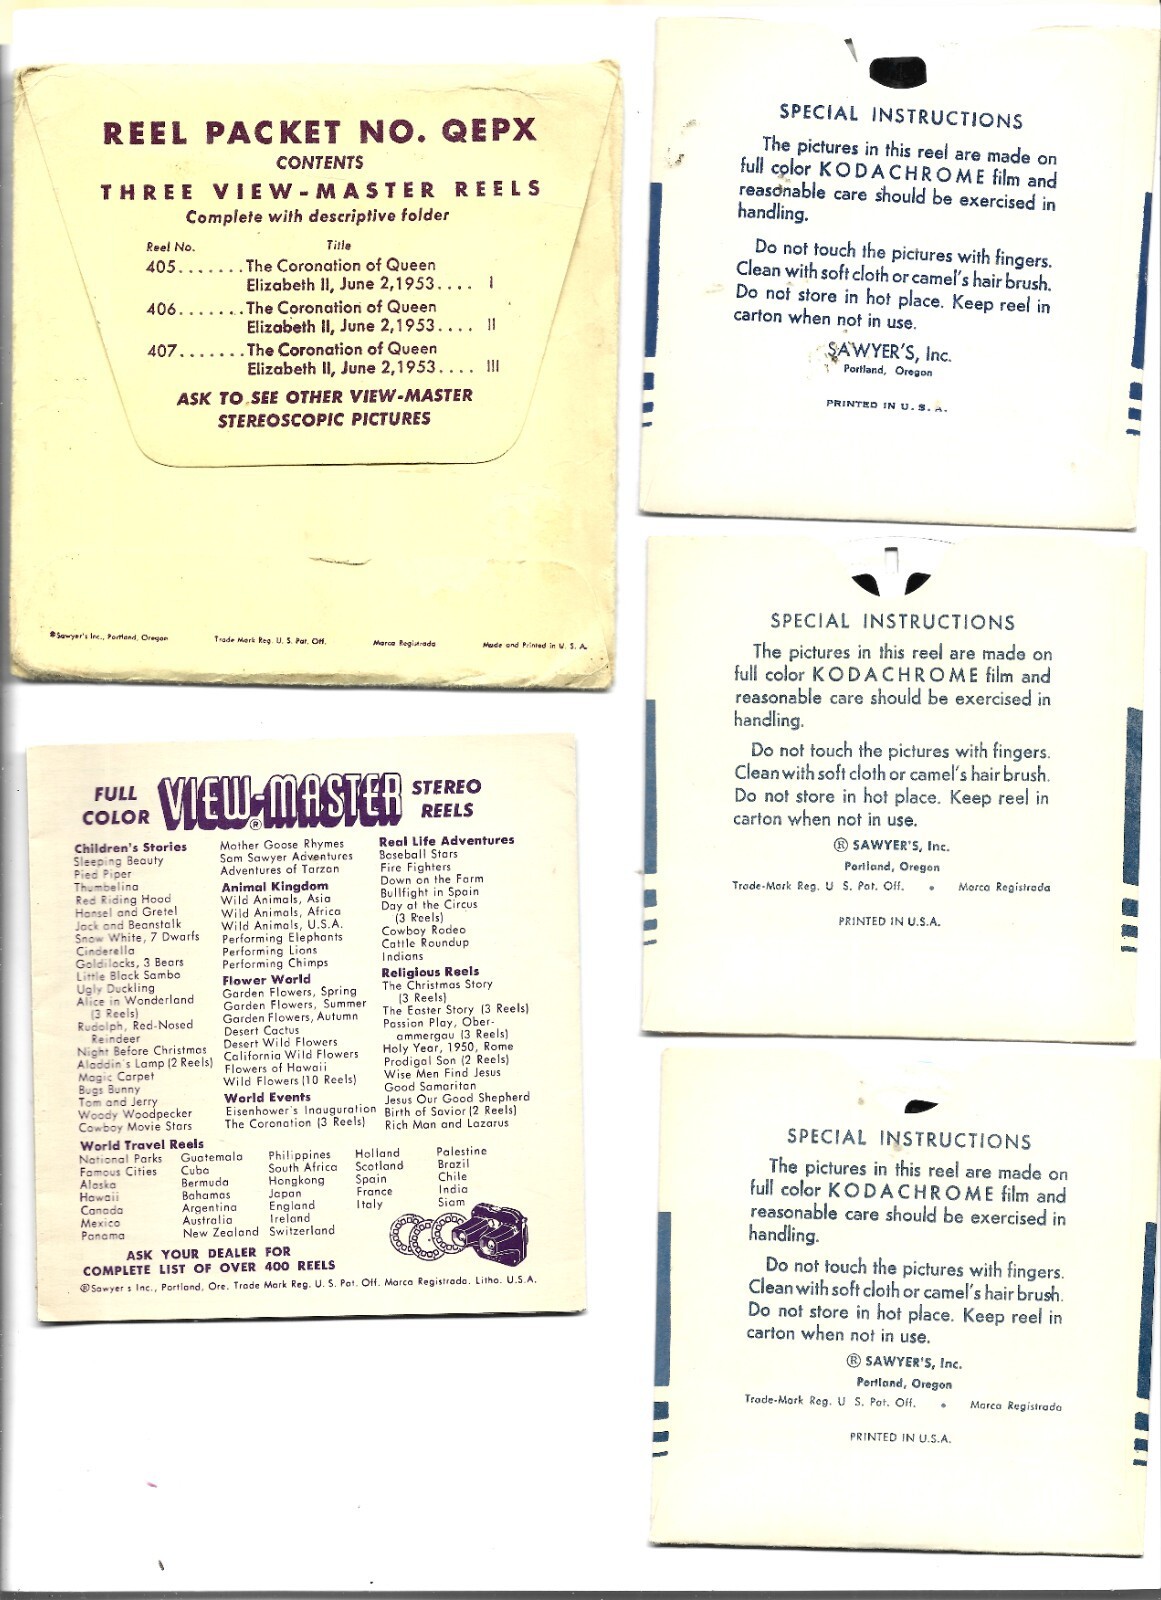 REEL PACKET NO. QEPX
CONTENTS
THREE VIEW-MASTER REELS
Complete with descriptive folder
Reel No. Title
405.......The Coronation of Queen
Elizabeth II, June 2,1953.... I
406.......The Coronation of Queen
Elizabeth II, June 2,1953.... II
407.......The Coronation of Queen
Elizabeth II, June 2,1953.... III
ASK TO SEE OTHER VIEW-MASTER
STEREOSCOPIC PICTURES
®Sawyer's Inc., Portland, Oregon Trade Mark Reg. U. S. Pat. Off. Marca Registrada Made and Printed in U. S. A.
FULL COLOR VIEW-MASTER® STEREO REELS
Children's Stories
Sleeping Beauty
Pied Piper
Thumbelina
Red Riding Hood
Hansel and Gretel
Jack and Beanstalk
Snow White, 7 Dwarfs
Cinderella
Goldilocks, 3 Bears
Little Black Sambo
Ugly Duckling
Alice in Wonderland
(3 Reels)
Rudolph, Red-Nosed
Reindeer
Night Before Christmas
Aladdin's Lamp (2 Reels)
Magic Carpet
Bugs Bunny
Tom and Jerry
Woody Woodpecker
Cowboy Movie Stars
Mother Goose Rhymes
Sam Sawyer Adventures
Adventures of Tarzan
Animal Kingdom
Wild Animals, Asia
Wild Animals, Africa
Wild Animals, U.S.A.
Performing Elephants
Performing Lions
Performing Chimps
Flower World
Garden Flowers, Spring
Garden Flowers, Summer
Garden Flowers, Autumn
Desert Cactus
Desert Wild Flowers
California Wild Flowers
Flowers of Hawaii
Wild Flowers (10 Reels)
World Events
Eisenhower's Inauguration
The Coronation (3 Reels)
Real Life Adventures
Baseball Stars
Fire Fighters
Down on the Farm
Bullfight in Spain
Day at the Circus
(3 Reels)
Cowboy Rodeo
Cattle Roundup
Indians
Religious Reels
The Christmas Story
(3 Reels)
The Easter Story (3 Reels)
Passion Play, Ober-
ammergau (3 Reels)
Holy Year, 1950, Rome
Prodigal Son (2 Reels)
Wise Men Find Jesus
Good Samaritan
Jesus Our Good Shepherd
Birth of Savior (2 Reels)
Rich Man and Lazarus
World Travel Reels
National Parks
Famous Cities
Alaska
Hawaii
Canada
Mexico
Panama
Guatemala
Cuba
Bermuda
Bahamas
Argentina
Australia
New Zealand
Philippines
South Africa
Hongkong
Japan
England
Ireland
Switzerland
Holland
Scotland
Spain
France
Italy
Palestine
Brazil
Chile
India
Siam
ASK YOUR DEALER FOR
COMPLETE LIST OF OVER 400 REELS
®Sawyer s Inc., Portland, Ore. Trade Mark Reg. U. S. Pat. Off. Marca Registrada. Litho. U.S.A.
SPECIAL INSTRUCTIONS
The pictures in this reel are made on
full color KODACHROME film and
reasonable care should be exercised in
handling.
Do not touch the pictures with fingers.
Clean with soft cloth or camel's hair brush.
Do not store in hot place. Keep reel in
carton when not in use.
SAWYER'S, Inc.
Portland, Oregon
PRINTED IN U. S. A.
SPECIAL INSTRUCTIONS
The pictures in this reel are made on
full color KODACHROME film and
reasonable care should be exercised in
handling.
Do not touch the pictures with fingers.
Clean with soft cloth or camel's hair brush.
Do not store in hot place. Keep reel in
carton when not in use.
® SAWYER'S, Inc.
Portland, Oregon
Trade-Mark Reg. U S. Pat. Off. • Marca Registrada
PRINTED IN U.S.A.
SPECIAL INSTRUCTIONS
The pictures in this reel are made on
full color KODACHROME film and
reasonable care should be exercised in
handling.
Do not touch the pictures with fingers.
Clean with soft cloth or camel's hair brush.
Do not store in hot place. Keep reel in
carton when not in use.
® SAWYER'S, Inc.
Portland, Oregon
Trade-Mark Reg. U S. Pat. Off. • Marca Registrada
PRINTED IN U.S.A.